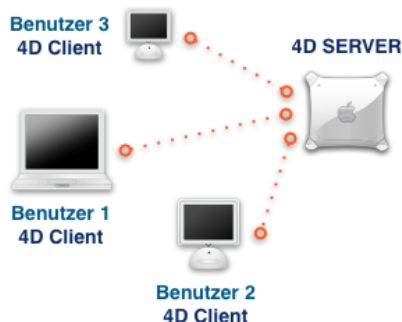 Benutzer 3
4D Client
4D SERVER
Benutzer 1
4D Client
Benutzer 2
4D Client